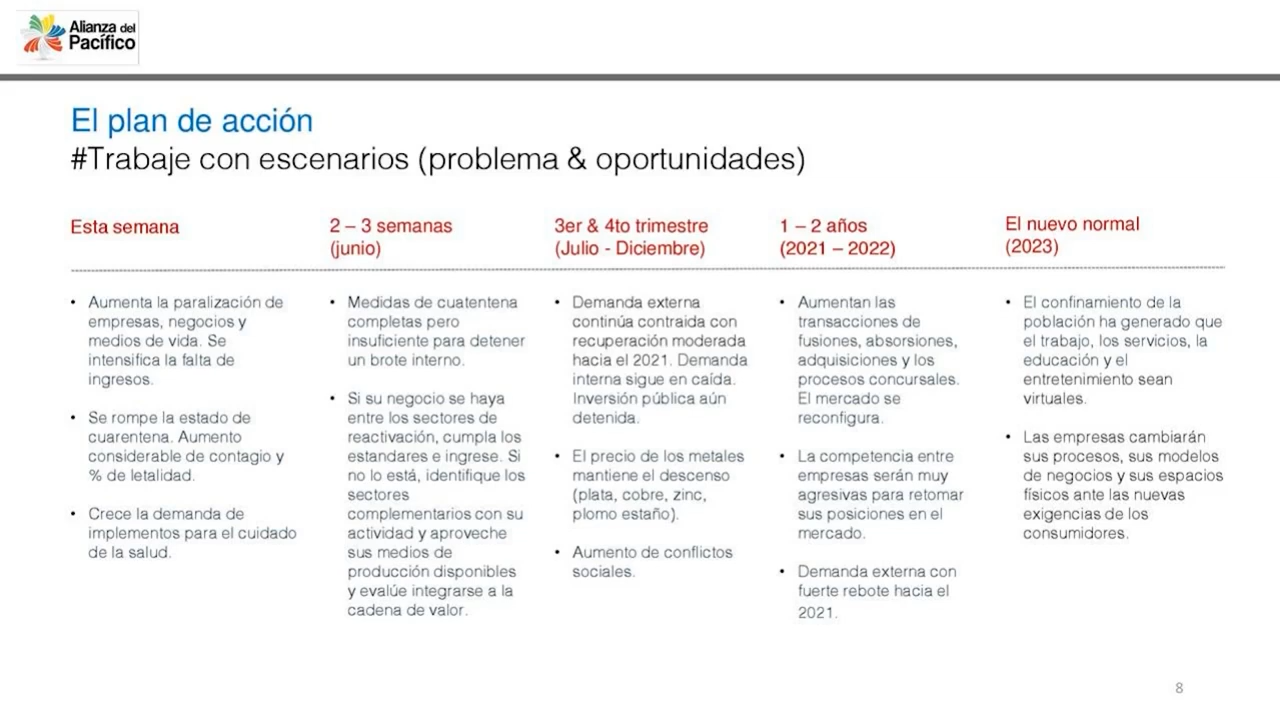 Alianza del
Pacífico
El plan de acción
#Trabaje con escenarios (problema & oportunidades)
Esta semana
• Aumenta la paralización de
empresas, negocios y
medios de vida. Se
intensifica la falta de
ingresos.
• Se rompe la estado de
cuarentena. Aumento
considerable de contagio y
% de letalidad.
• Crece la demanda de
implementos para el cuidado
de la salud.
2 – 3 semanas
(junio)
• Medidas de cuatentena
completas pero
insuficiente para detener
un brote interno.
• Si su negocio se haya
entre los sectores de
reactivación, cumpla los
estandares e ingrese. Si
no lo está, identifique los
sectores
complementarios con su
actividad y aproveche
sus medios de
producción disponibles
y evalúe integrarse a la
cadena de valor.
3er & 4to trimestre
(Julio - Diciembre)
• Demanda externa
continúa contraida con
recuperación moderada
hacia el 2021. Demanda
interna sigue en caída.
Inversión pública aún
detenida.
• El precio de los metales
mantiene el descenso
(plata, cobre, zinc,
plomo estaño).
• Aumento de conflictos
sociales.
1 – 2 años
(2021 – 2022)
• Aumentan las
transacciones de
fusiones, absorsiones,
adquisiciones y los
procesos concursales.
El mercado se
reconfigura.
• La competencia entre
empresas serán muy
agresivas para retomar
sus posiciones en el
mercado.
• Demanda externa con
fuerte rebote hacia el
2021.
El nuevo normal
(2023)
• El confinamiento de la
población ha generado que
el trabajo, los servicios, la
educación y el
entretenimiento sean
virtuales.
• Las empresas cambiarán
sus procesos, sus modelos
de negocios y sus espacios
físicos ante las nuevas
exigencias de los
consumidores.
8